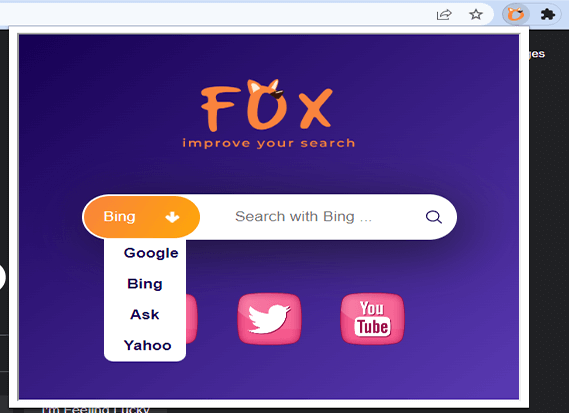 ges
FOX
improve your search
Bing
Search with Bing ...
Google
Bing
Ask
Yahoo
You
Tube
I'm Feeling Lucky